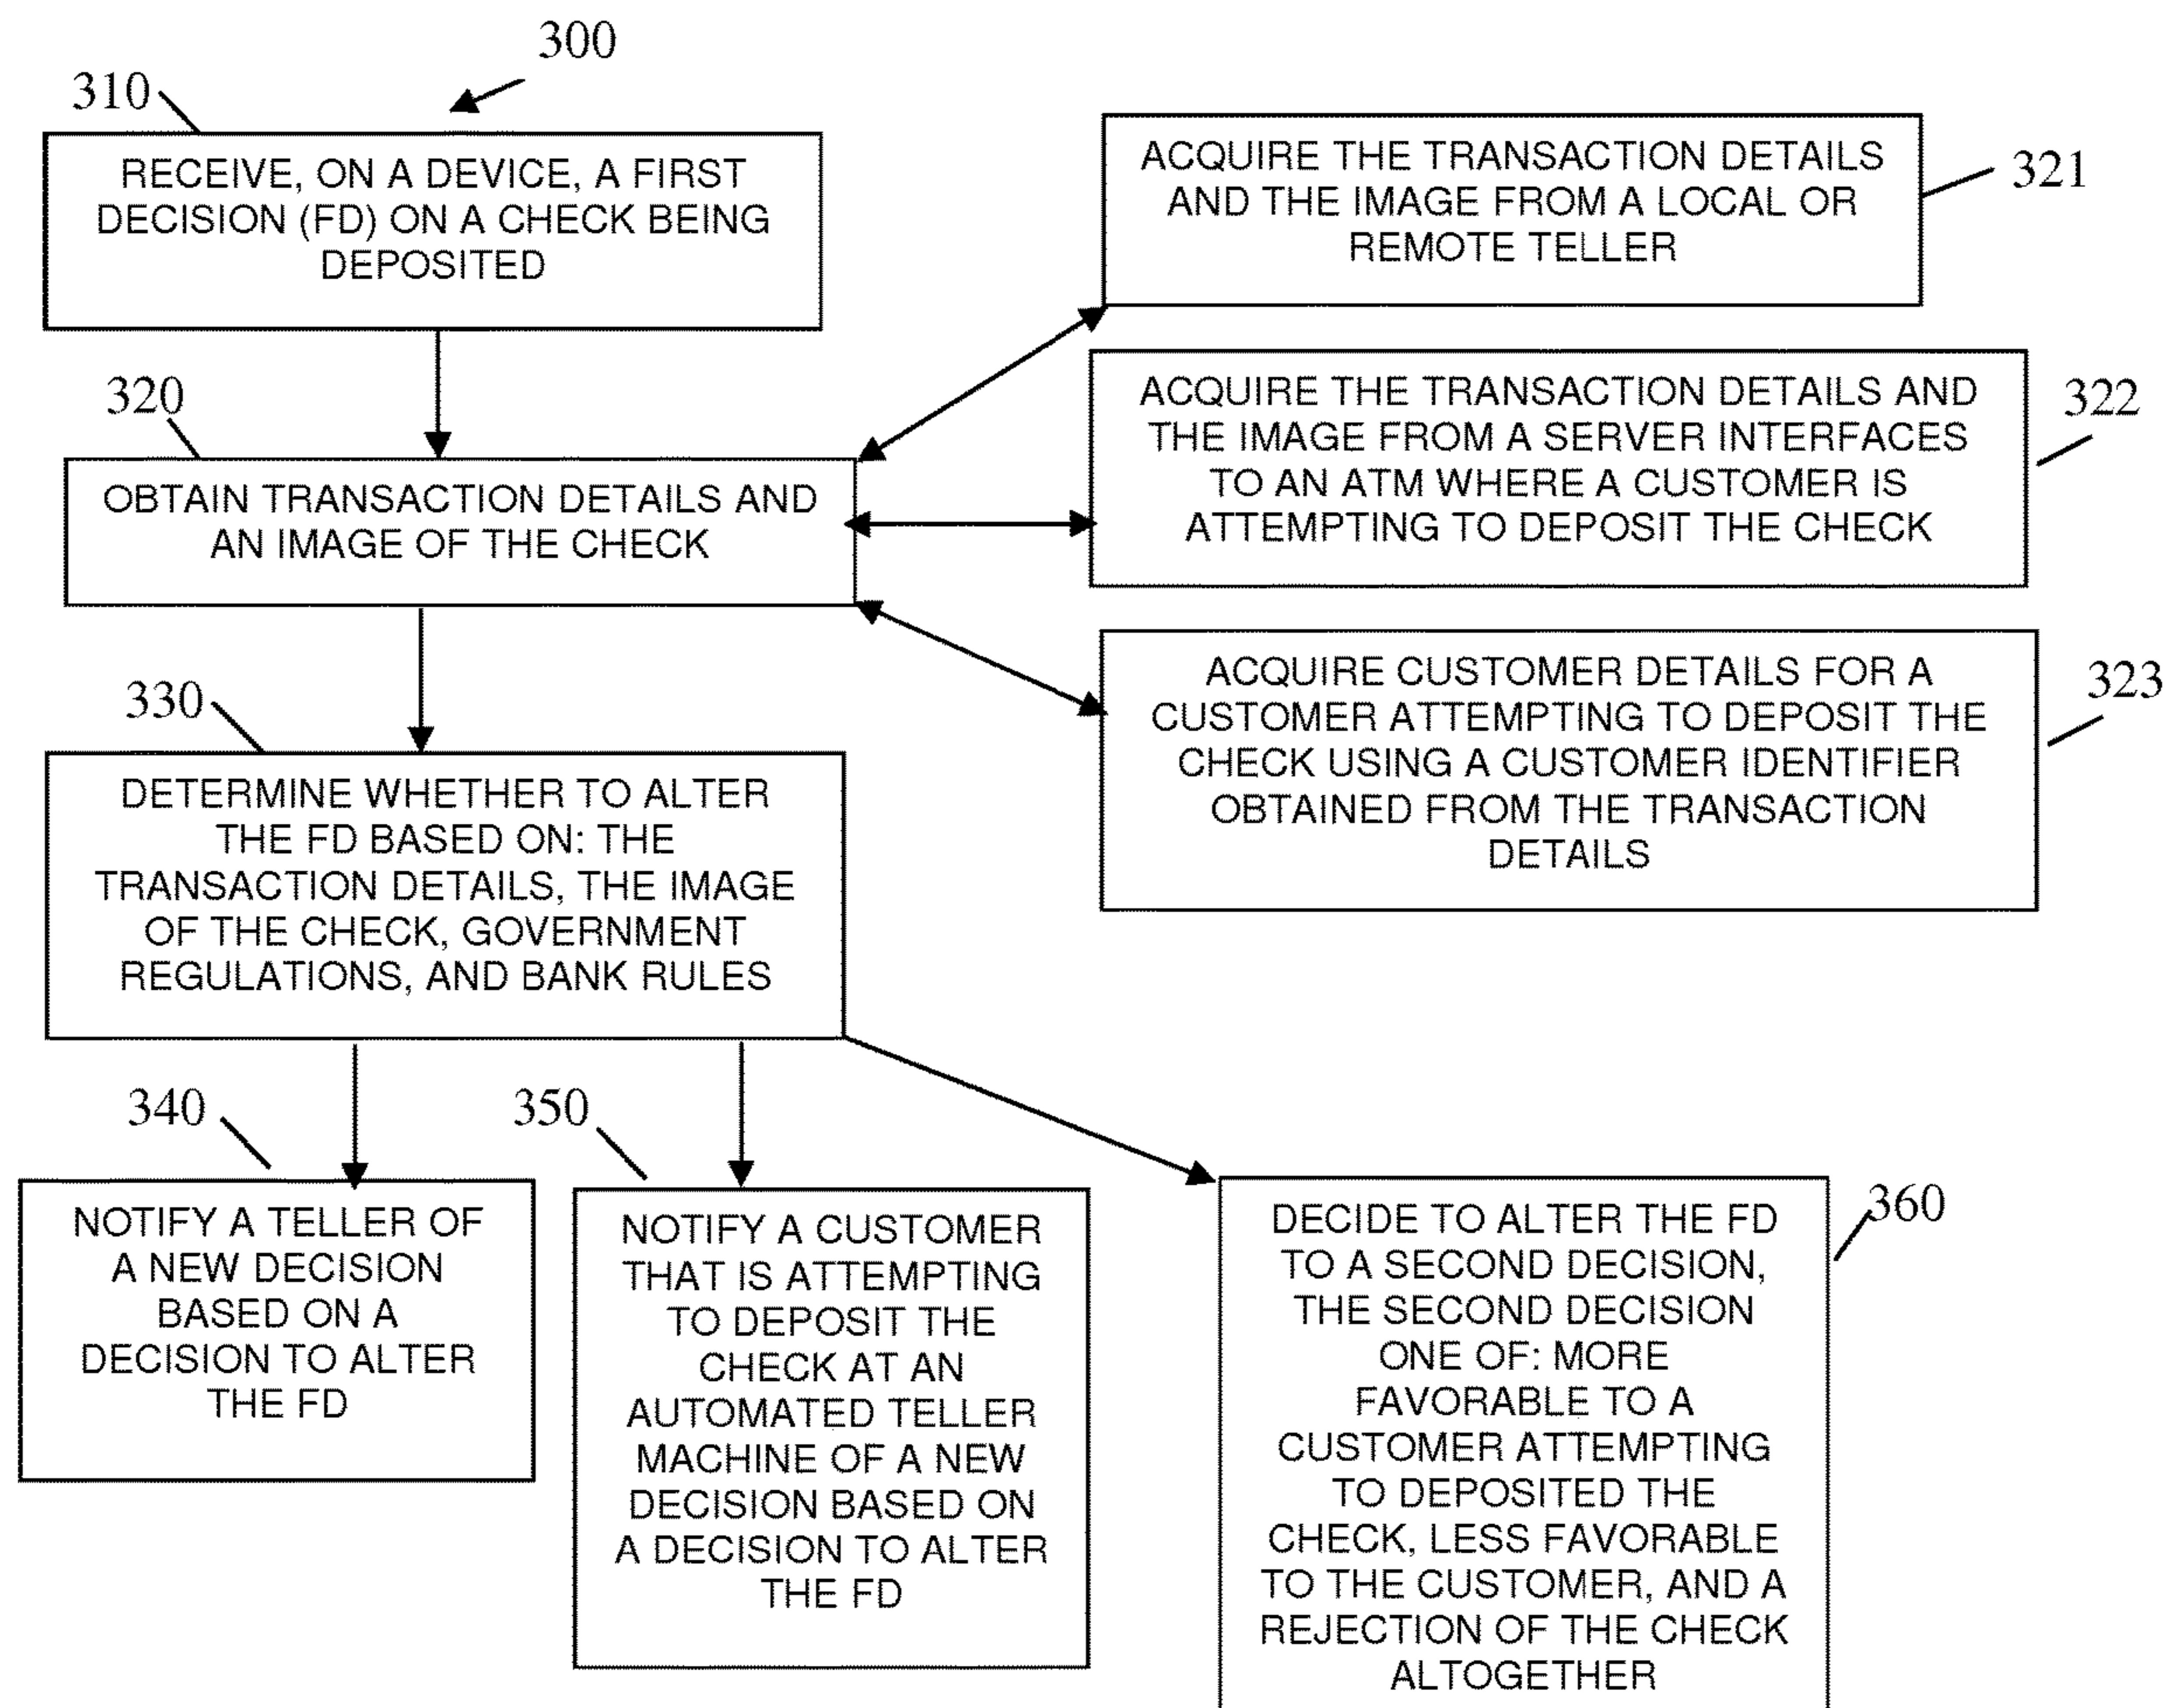 300
310
RECEIVE, ON A DEVICE, A FIRST
DECISION (FD) ON A CHECK BEING
DEPOSITED
ACQUIRE THE TRANSACTION DETAILS
AND THE IMAGE FROM A LOCAL OR
REMOTE TELLER
321
320
OBTAIN TRANSACTION DETAILS AND
AN IMAGE OF THE CHECK
ACQUIRE THE TRANSACTION DETAILS AND
THE IMAGE FROM A SERVER INTERFACES
TO AN ATM WHERE A CUSTOMER IS
ATTEMPTING TO DEPOSIT THE CHECK
322
ACQUIRE CUSTOMER DETAILS FOR A
CUSTOMER ATTEMPTING TO DEPOSIT THE
CHECK USING A CUSTOMER IDENTIFIER
OBTAINED FROM THE TRANSACTION
DETAILS
323
330
DETERMINE WHETHER TO ALTER
THE FD BASED ON: THE
TRANSACTION DETAILS, THE IMAGE
OF THE CHECK, GOVERNMENT
REGULATIONS, AND BANK RULES
340
NOTIFY A TELLER OF
A NEW DECISION
BASED ON A
DECISION TO ALTER
THE FD
350
NOTIFY A CUSTOMER
THAT IS ATTEMPTING
TO DEPOSIT THE
CHECK AT AN
AUTOMATED TELLER
MACHINE OF A NEW
DECISION BASED ON
A DECISION TO ALTER
THE FD
360
DECIDE TO ALTER THE FD
TO A SECOND DECISION,
THE SECOND DECISION
ONE OF: MORE
FAVORABLE TO A
CUSTOMER ATTEMPTING
TO DEPOSITED THE
CHECK, LESS FAVORABLE
TO THE CUSTOMER, AND A
REJECTION OF THE CHECK
ALTOGETHER